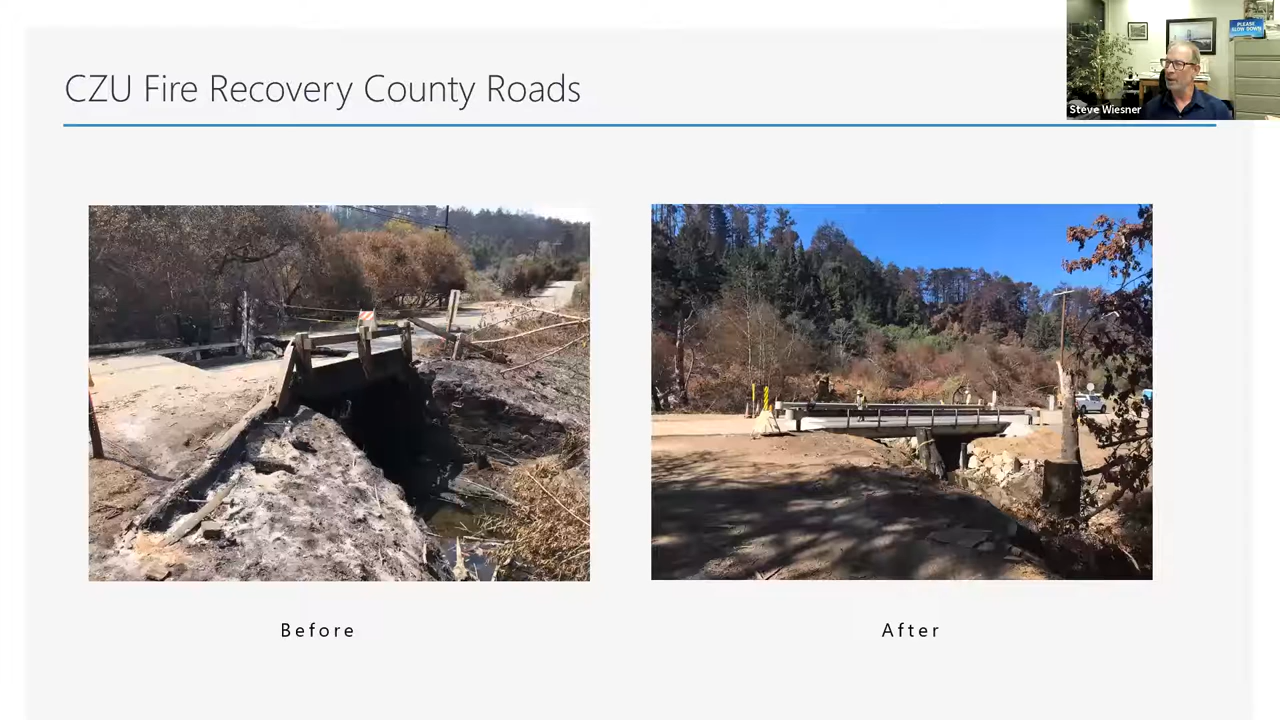 CZU Fire Recovery County Roads
PLEASE
SLOW DOWN
Steve Wiesner
Before
After